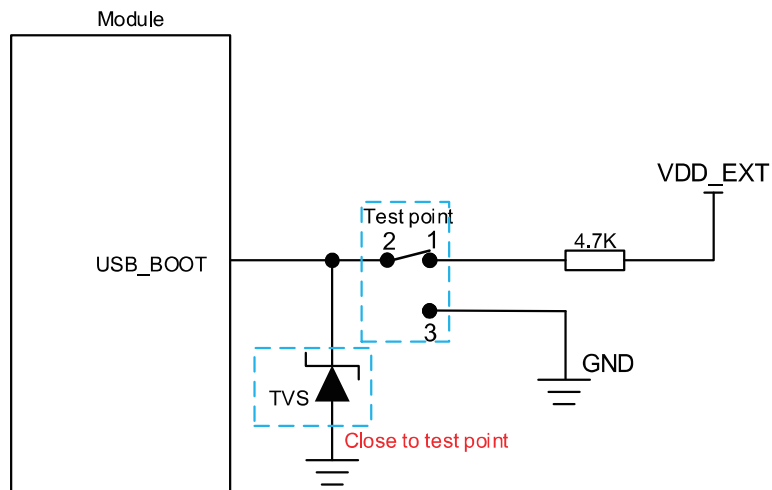 Module
VDD_EXT
Test point
2 1
4.7K
USB_BOOT
3
GND
TVS
Close to test point